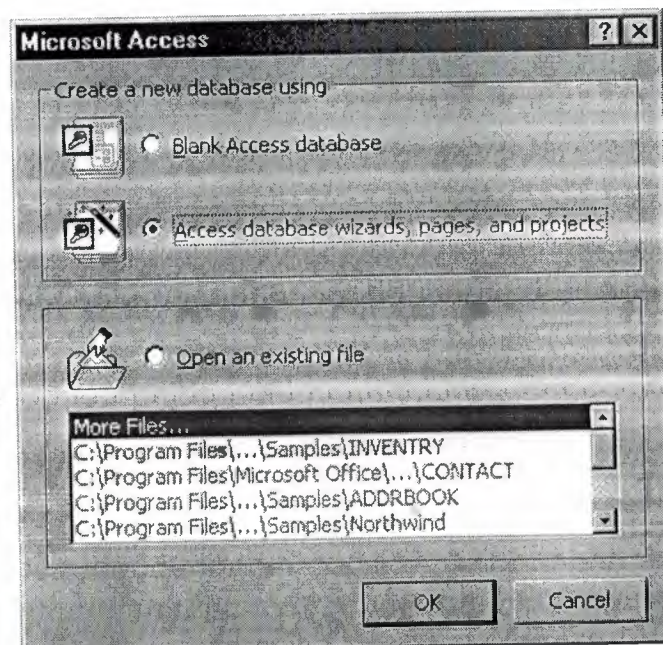 Microsoft Access
Create a new database using
Blank Access database
Access database wizards, pages, and projects
Open an existing file
More Files...
C:\Program Files\...\Samples\INVENTRY
C:\Program Files\Microsoft Office\...\CONTACT
C:\Program Files\...\Samples\ADDRBOOK
C:\Program Files\...\Samples\Northwind
OK
Cancel